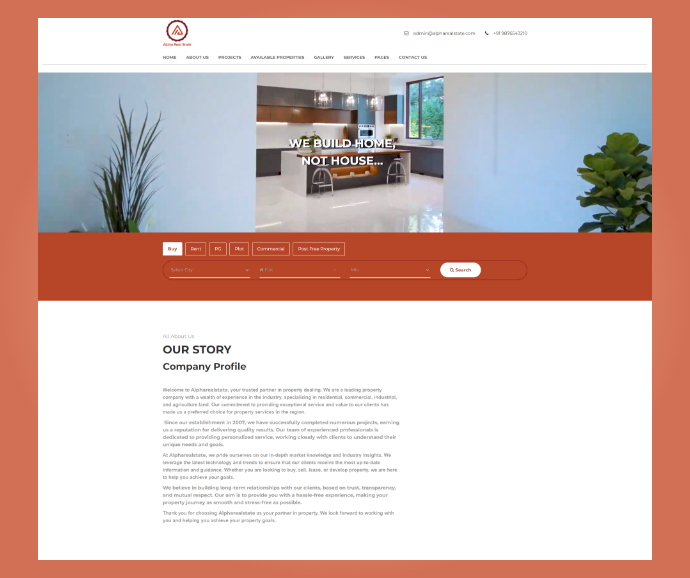 Alpha Real Estate
admin@alpharealestate.com +91 9876543212
HOME ABOUT US PROJECTS AVAILABLE PROPERTIES GALLERY SERVICES PAGES CONTACT US
WE BUILD HOME,
NOT HOUSE...
Buy Rent PG Plot Commercial Post Free Property
Select City Flat Min Search
All About Us
OUR STORY
Company Profile
Welcome to Alpharealstate, your trusted partner in property dealing. We are a leading property
company with a wealth of experience in the industry, specializing in residential, commercial, industrial,
and agriculture land. Our commitment to providing exceptional service and value to our clients has
made us a preferred choice for property services in the region.
Since our establishment in 2007, we have successfully completed numerous projects, earning
us a reputation for delivering quality results. Our team of experienced professionals is
dedicated to providing personalized service, working closely with clients to understand their
unique needs and goals.
At Alpharealstate, we pride ourselves on our in-depth market knowledge and industry insights. We
leverage the latest technology and trends to ensure that our clients receive the most up-to-date
information and guidance. Whether you are looking to buy, sell, lease, or develop property, we are here
to help you achieve your goals.
We believe in building long-term relationships with our clients, based on trust, transparency,
and mutual respect. Our aim is to provide you with a hassle-free experience, making your
property journey as smooth and stress-free as possible.
Thank you for choosing Alpharealstate as your partner in property. We look forward to working with
you and helping you achieve your property goals.